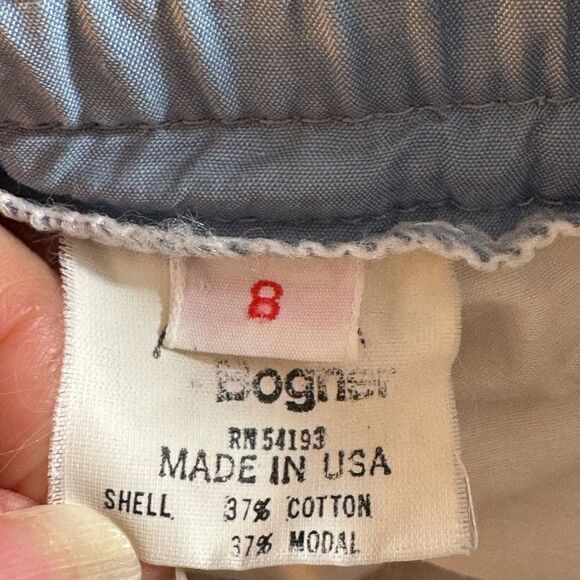 8
Bogner
RN 54193
MADE IN USA
SHELL 37% COTTON
37% MODAL